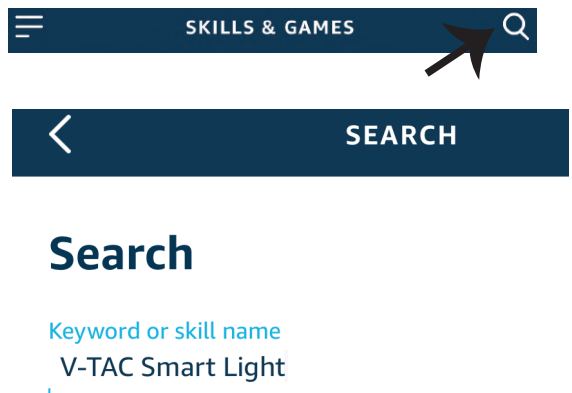 SKILLS & GAMES
SEARCH
Search
Keyword or skill name
V-TAC Smart Light